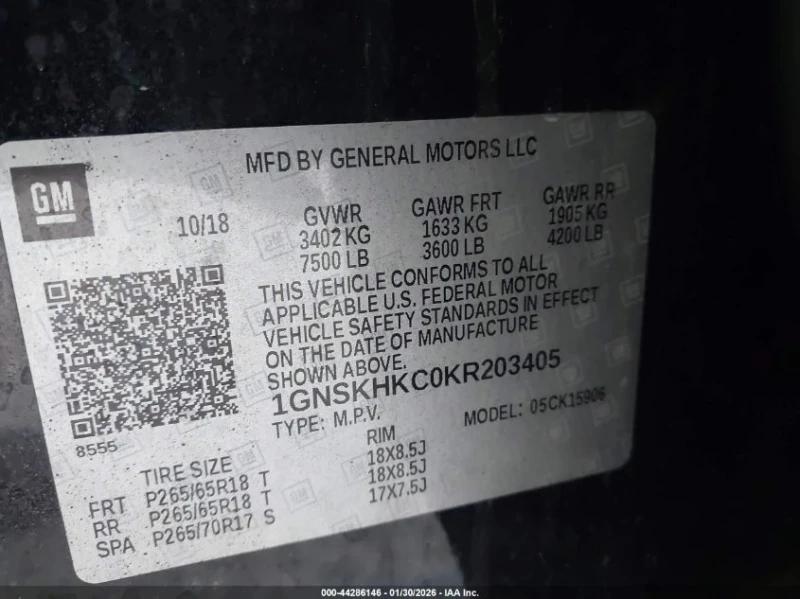 MFD BY GENERAL MOTORS LLC
GM
10/18
GVWR GAWR FRT GAWR RR
3402 KG 1633 KG 1905 KG
7500 LB 3600 LB 4200 LB
THIS VEHICLE CONFORMS TO ALL
APPLICABLE U.S. FEDERAL MOTOR
VEHICLE SAFETY STANDARDS IN EFFECT
ON THE DATE OF MANUFACTURE
SHOWN ABOVE.
1GNSKHKC0KR203405
TYPE: M.P.V. MODEL: 05CK15906
8555
TIRE SIZE RIM
FRT P265/65R18 T 18X8.5J
RR P265/65R18 T 18X8.5J
SPA P265/70R17 S 17X7.5J
000-44286146 - 01/30/2026 - IAA Inc.